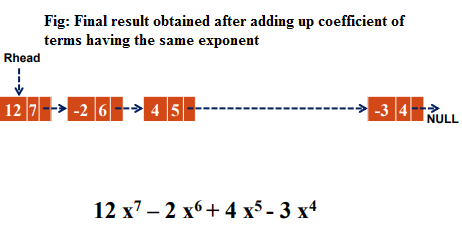 Fig: Final result obtained after adding up coefficient of
terms having the same exponent
Rhead
12 7 -2 6 4 5 -3 4
NULL
12 x⁷ – 2 x⁶ + 4 x⁵ - 3 x⁴